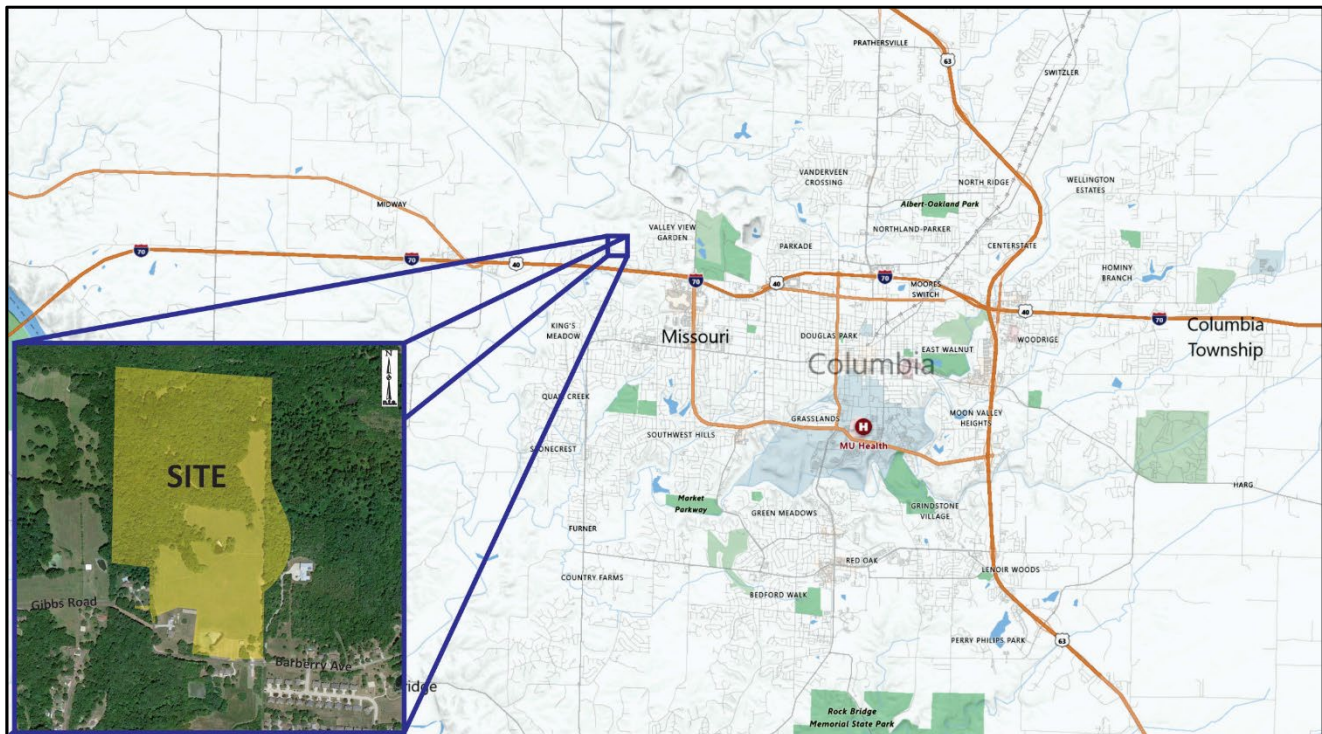 PRATHERSVILLE
63
SWITZLER
VANDERVEEN
CROSSING
NORTH RIDGE
WELLINGTON
ESTATES
Albert-Oakland Park
MIDWAY
VALLEY VIEW
GARDEN
NORTHLAND-PARKER
PARKADE
CENTERSTATE
70
70
40
70
40
70
MOORES
SWITCH
HOMINY
BRANCH
40
70
KING'S
MEADOW
Missouri
DOUGLAS PARK
Columbia
EAST WALNUT
WOODRIGE
Columbia
Township
N
n.t.s.
SITE
Gibbs Road
Barberry Ave
QUAIL CREEK
GRASSLANDS
MOON VALLEY
HEIGHTS
SOUTHWEST HILLS
H
MU Health
STONECREST
HARG
Market
Parkway
GREEN MEADOWS
GRINDSTONE
VILLAGE
FURNER
RED OAK
COUNTRY FARMS
LENOIR WOODS
BEDFORD WALK
PERRY PHILIPS PARK
63
ridge
Rock Bridge
Memorial State Park